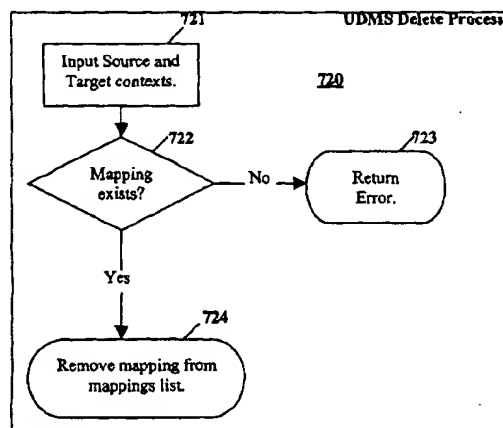 721
UDMS Delete Process
Input Source and
Target contexts.
720
722
723
Mapping
exists?
No
Return
Error.
Yes
724
Remove mapping from
mappings list.